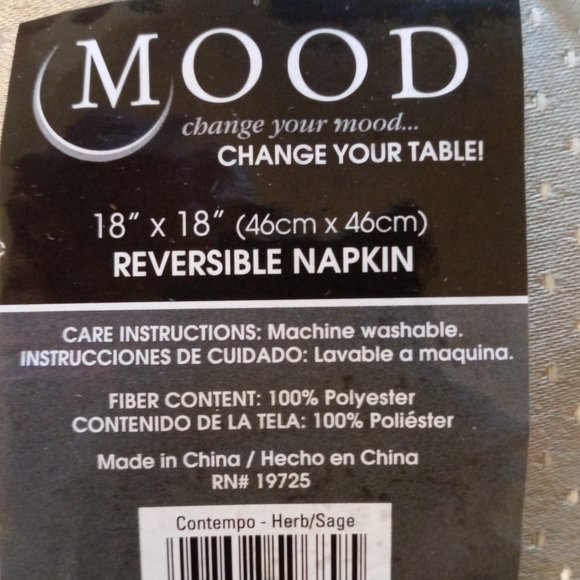 MOOD
change your mood...
CHANGE YOUR TABLE!
18" x 18" (46cm x 46cm)
REVERSIBLE NAPKIN
CARE INSTRUCTIONS: Machine washable.
INSTRUCCIONES DE CUIDADO: Lavable a maquina.
FIBER CONTENT: 100% Polyester
CONTENIDO DE LA TELA: 100% Poliéster
Made in China / Hecho en China
RN# 19725
Contempo - Herb/Sage